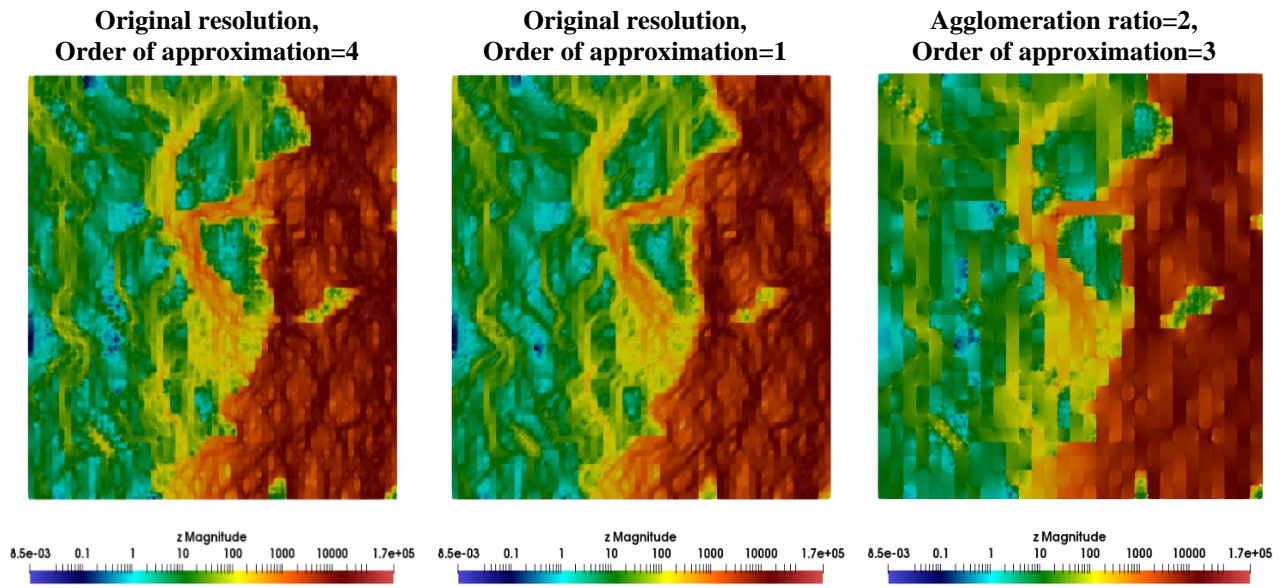 Original resolution,
Order of approximation=4
Original resolution,
Order of approximation=1
Agglomeration ratio=2,
Order of approximation=3
z Magnitude
8.5e-03 0.1 1 10 100 1000 10000 1.7e+05
z Magnitude
8.5e-03 0.1 1 10 100 1000 10000 1.7e+05
z Magnitude
8.5e-03 0.1 1 10 100 1000 10000 1.7e+05